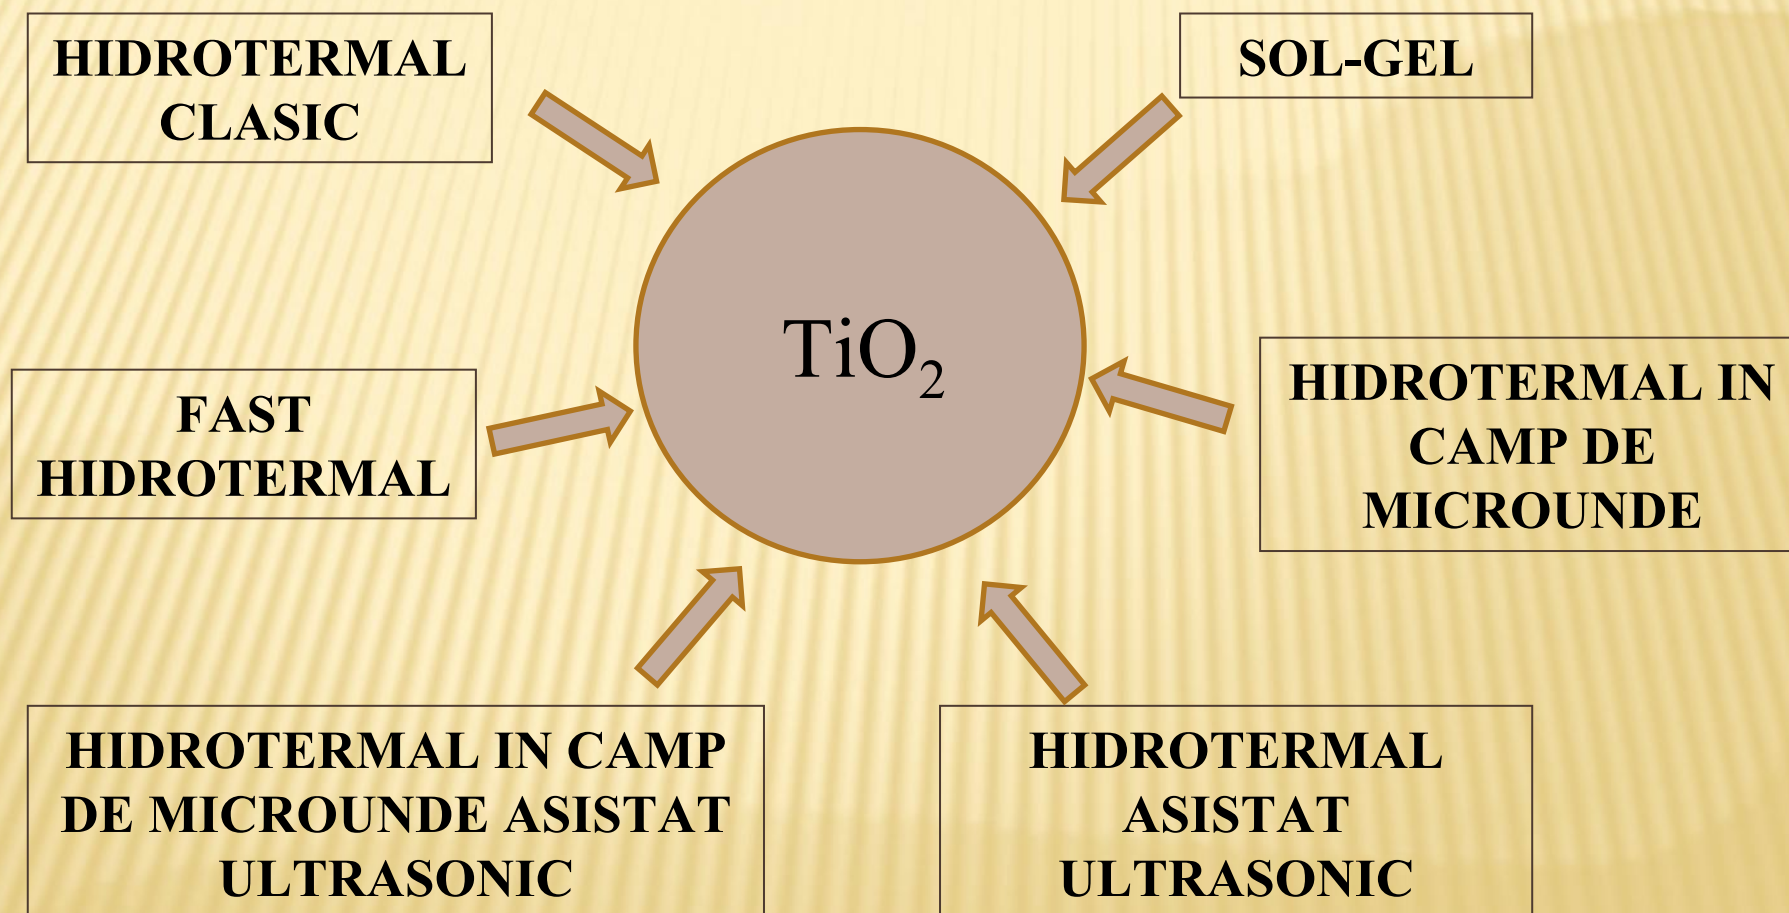 HIDROTERMAL
CLASIC
SOL-GEL
TiO₂
FAST
HIDROTERMAL
HIDROTERMAL IN
CAMP DE
MICROUNDE
HIDROTERMAL IN CAMP
DE MICROUNDE ASISTAT
ULTRASONIC
HIDROTERMAL
ASISTAT
ULTRASONIC